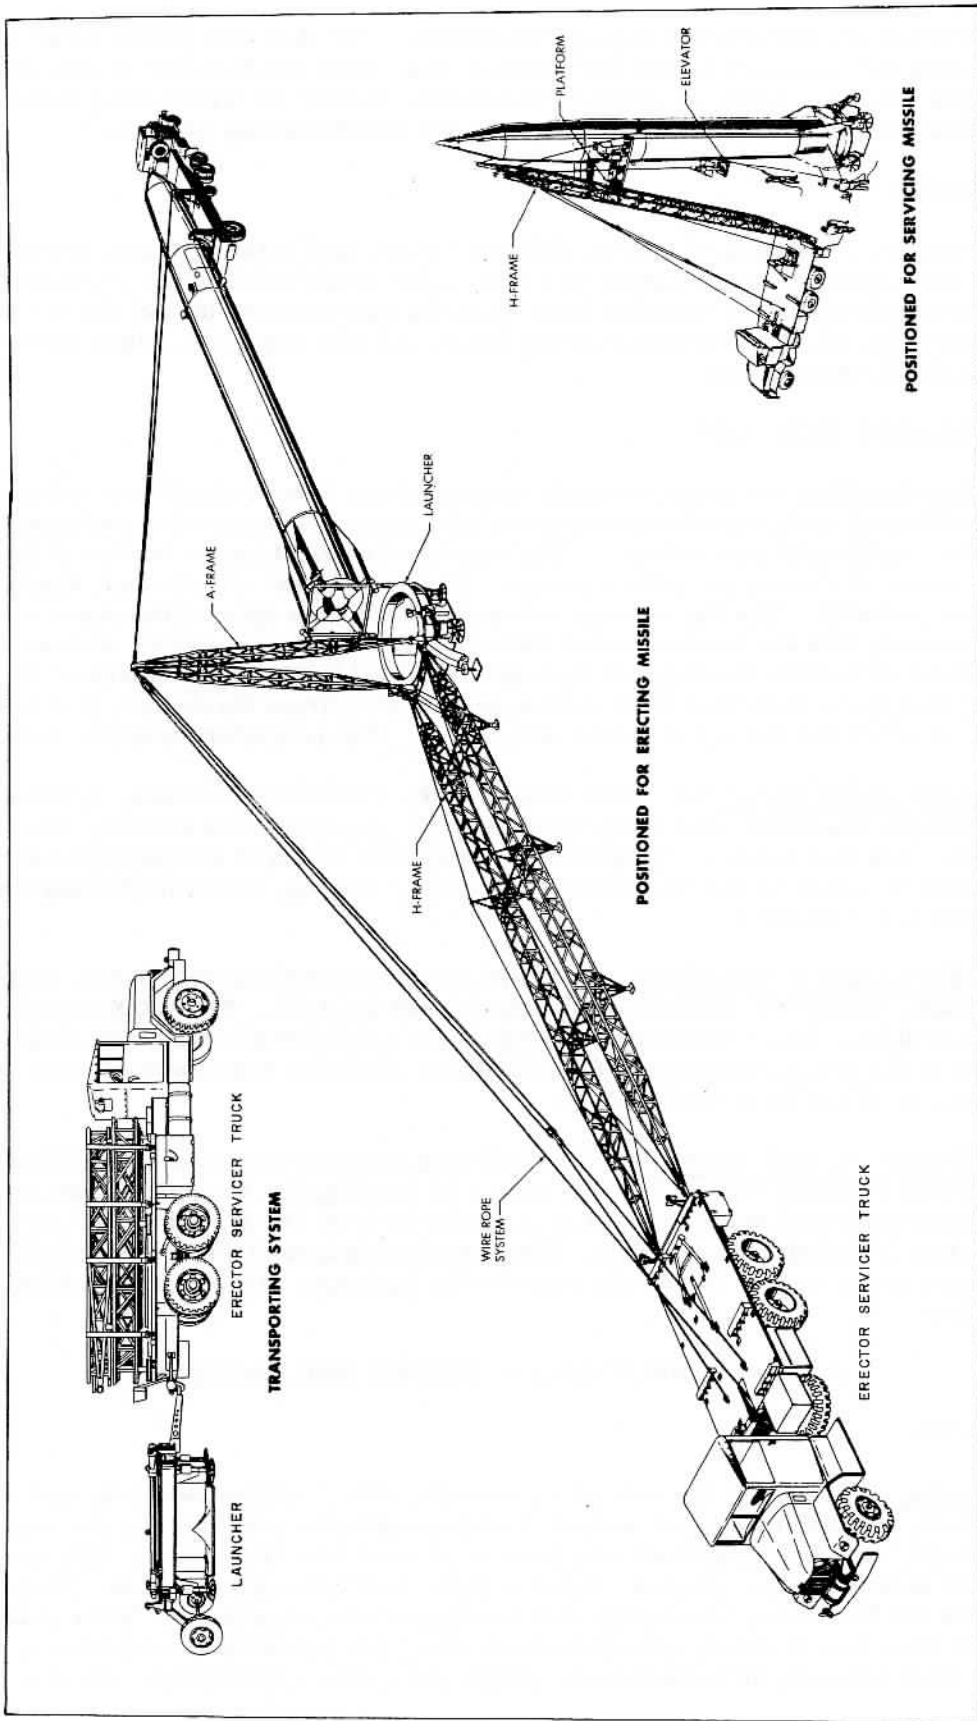 LAUNCHER
ERECTOR SERVICER TRUCK
TRANSPORTING SYSTEM
A-FRAME
LAUNCHER
H-FRAME
WIRE ROPE
SYSTEM
ERECTOR SERVICER TRUCK
POSITIONED FOR ERECTING MISSILE
PLATFORM
ELEVATOR
H-FRAME
POSITIONED FOR SERVICING MISSILE